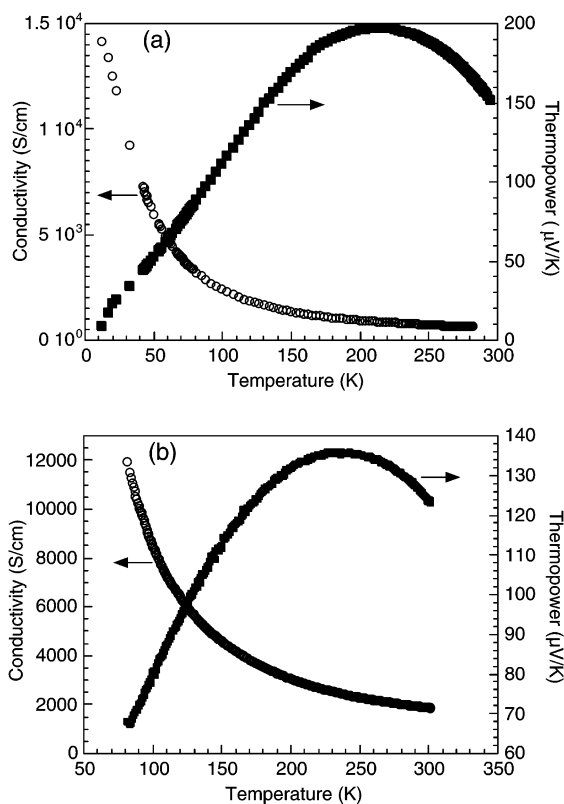 1.5 10⁴
1 10⁴
5 10³
0 10⁰
Conductivity (S/cm)
(a)
200
150
100
50
0
Thermopower ( μV/K)
0 50 100 150 200 250 300
Temperature (K)
12000
10000
8000
6000
4000
2000
0
Conductivity (S/cm)
(b)
140
130
120
110
100
90
80
70
60
Thermopower (μV/K)
50 100 150 200 250 300 350
Temperature (K)